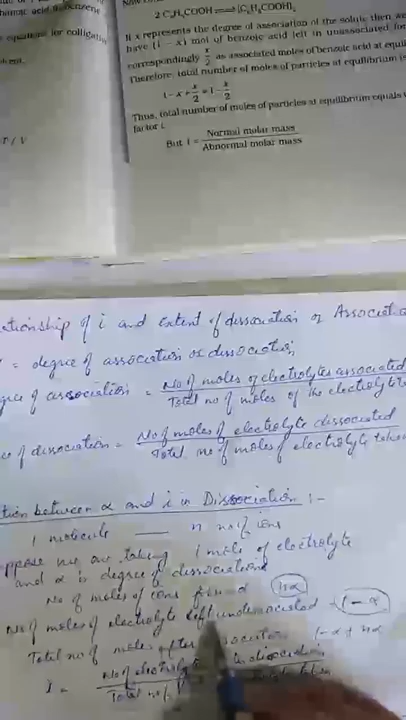 equations for colligativ
2 C₆H₅COOH ⇌ (C₆H₅COOH)₂
If x represents the degree of association of the solute then we
have (1 – x) mol of benzoic acid left in unassociated for
correspondingly x/2 as associated moles of benzoic acid at equili
Therefore, total number of moles of particles at equilibrium is
1 – x + x/2 = 1 – x/2
Thus, total number of moles of particles at equilibrium equals
factor i.
But i = Normal molar mass / Abnormal molar mass
ationship of i and Extent of dissociation or Associat
= degree of association or dissociation
of association = No of moles of electrolytes associated / Total no of moles of the electrolyte
of dissociation = No of moles of electrolyte dissociated / Total no of moles of electrolyte taken
tion between α and i in Dissociation :-
1 molecule — n no of ions
ppose we are taking 1 mole of electrolyte
and α is degree of dissociation
No of moles of ions nα
No of moles of electrolyte left undissociated = 1 – α
Total no of moles after 1 – α + nα
i =